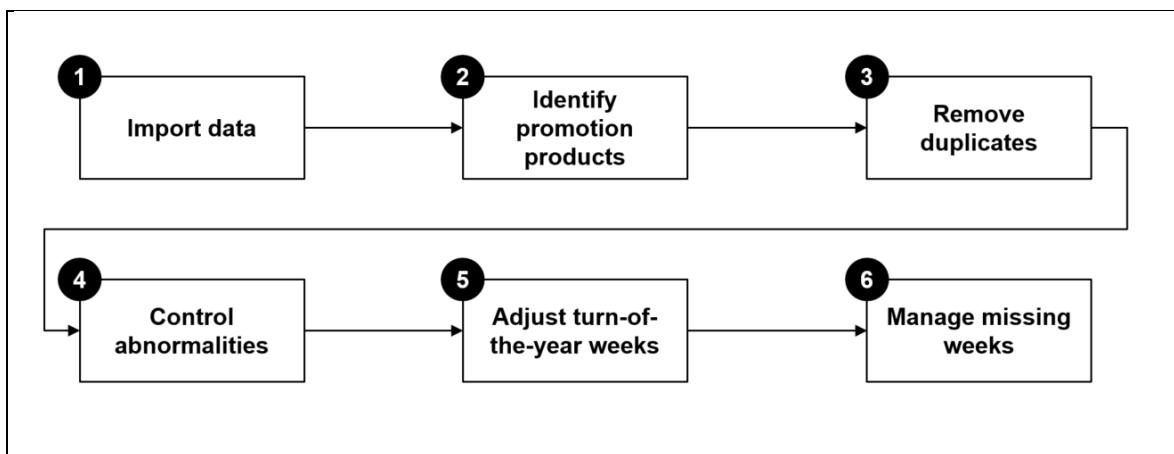 1
Import data
2
Identify
promotion
products
3
Remove
duplicates
4
Control
abnormalities
5
Adjust turn-of-
the-year weeks
6
Manage missing
weeks